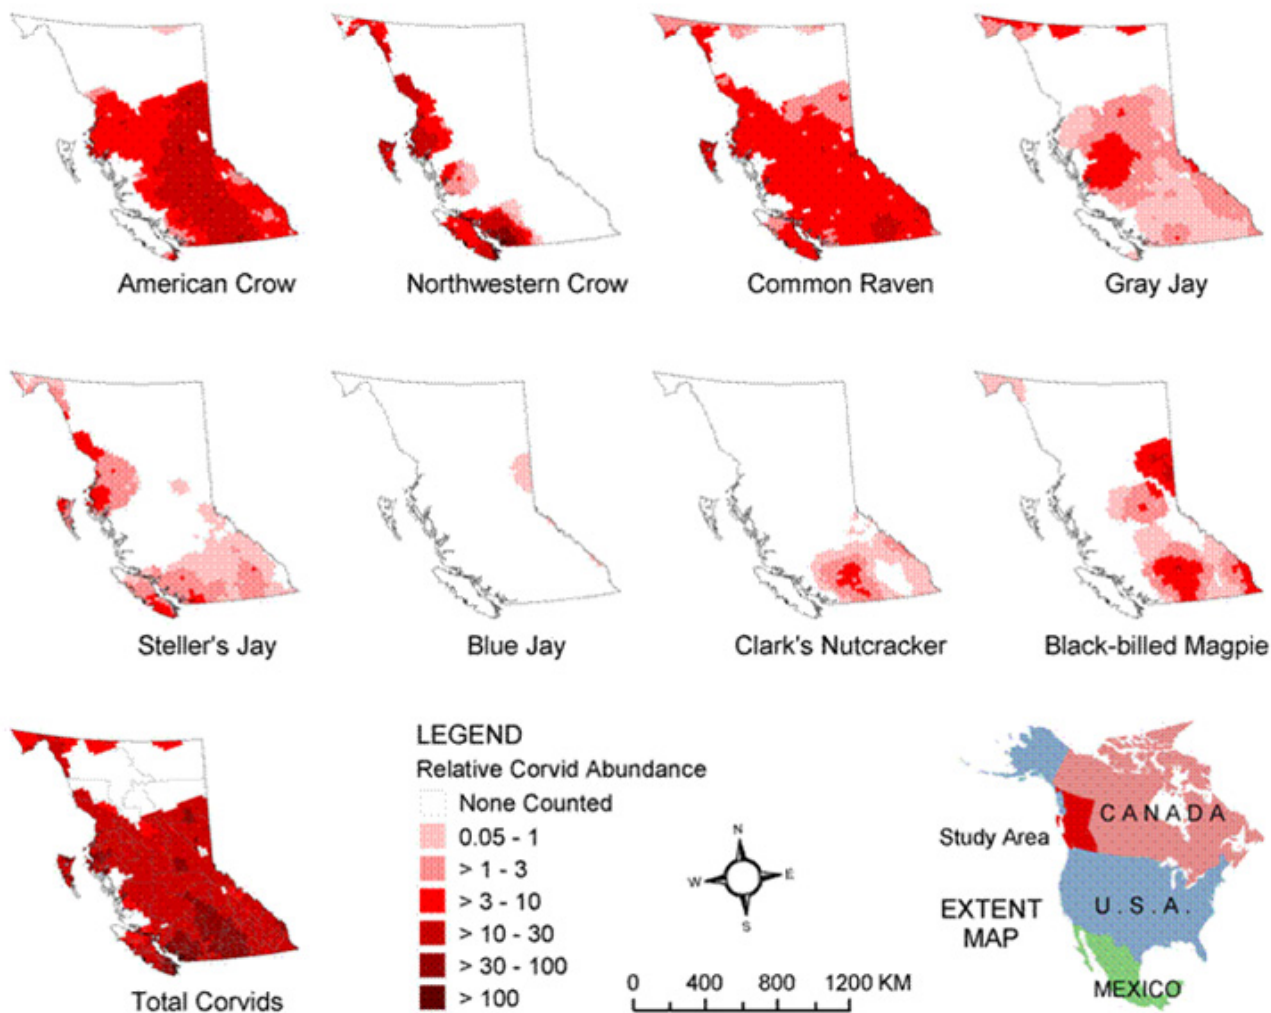 American Crow
Northwestern Crow
Common Raven
Gray Jay
Steller's Jay
Blue Jay
Clark's Nutcracker
Black-billed Magpie
Total Corvids
LEGEND
Relative Corvid Abundance
None Counted
0.05 - 1
> 1 - 3
> 3 - 10
> 10 - 30
> 30 - 100
> 100
N
W E
S
0 400 800 1200 KM
CANADA
Study Area
U.S.A.
EXTENT
MAP
MEXICO